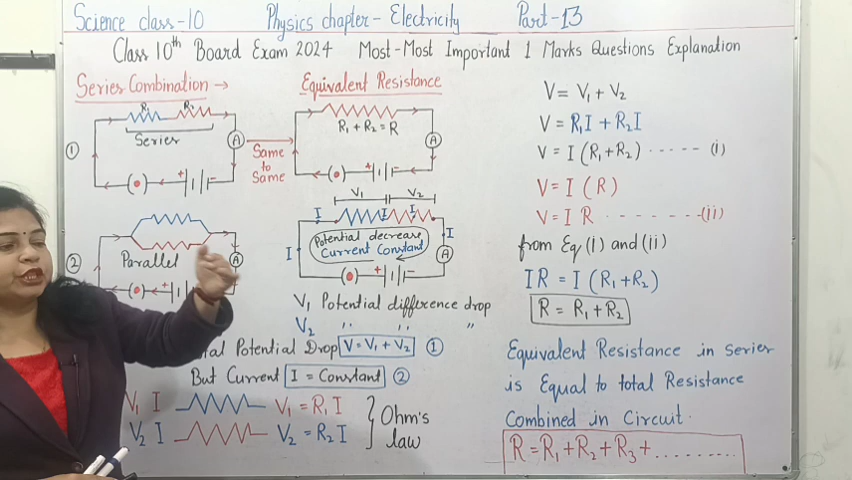 Science class-10 Physics chapter- Electricity Part-13
Class 10th Board Exam 2024 Most-Most Important 1 Marks Questions Explanation
Series Combination →
R1 R2
Series
A
+ -
①
Same to Same
Equivalent Resistance
R1 + R2 = R
A
+ -
②
Parallel
A
V1 V2
I I I I
I
Potential decrease
Current Constant
A
+ -
V1 Potential difference drop
V2 " " "
Potential Drop V = V1 + V2 ①
But Current I = Constant ②
V1 I V1 = R1 I
V2 I V2 = R2 I
Ohm's
law
V = V1 + V2
V = R1I + R2I
V = I (R1+R2) ----- (i)
V = I (R)
V = I R -------(ii)
from Eq (i) and (ii)
IR = I (R1+R2)
R = R1+R2
Equivalent Resistance in Series
is Equal to total Resistance
Combined in Circuit.
R = R1+R2+R3+..........